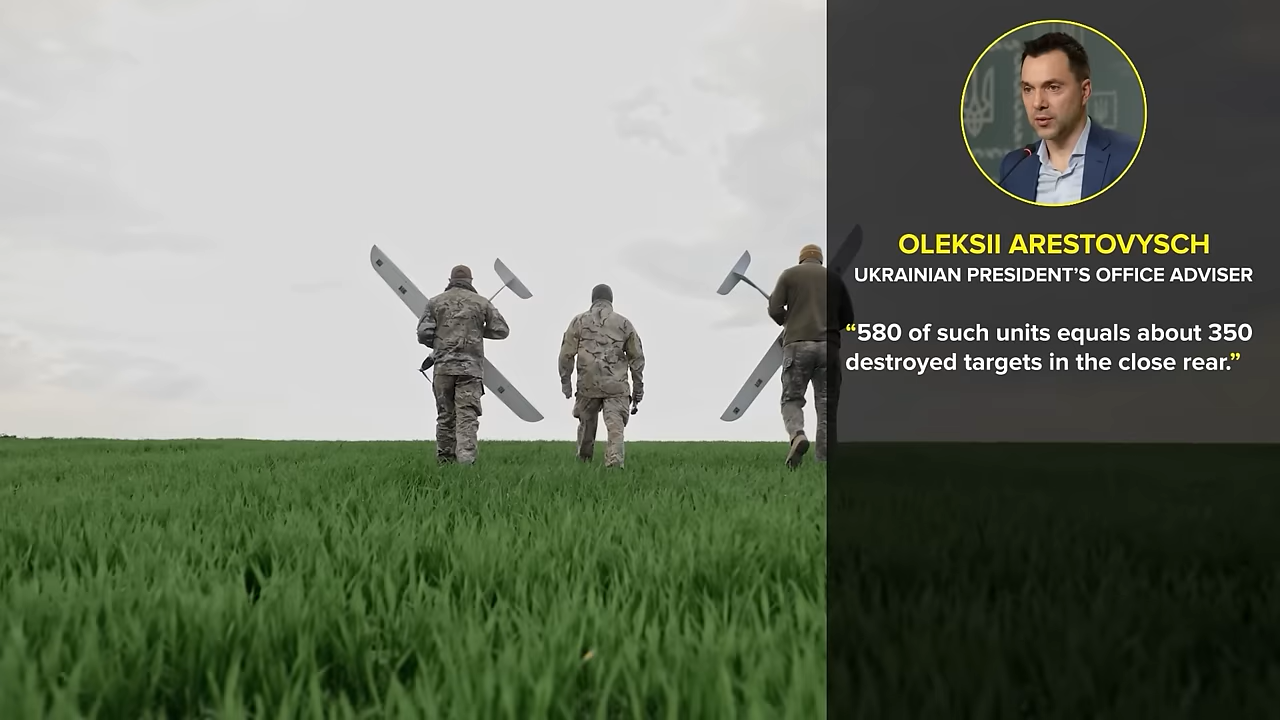 OLEKSII ARESTOVYSCH
UKRAINIAN PRESIDENT'S OFFICE ADVISER
“580 of such units equals about 350
destroyed targets in the close rear.”